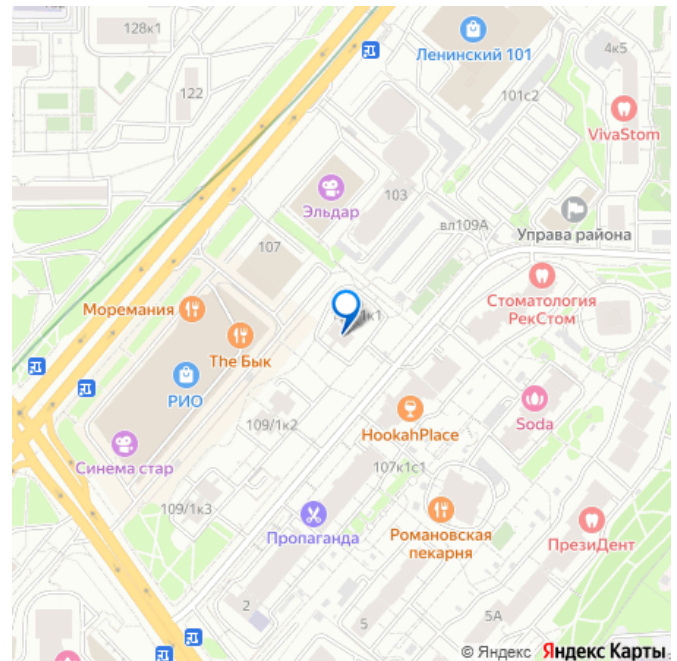 128к1
Ленинский 101
4к5
122
101с2
VivaStom
Эльдар
103
Управа района
вл109А
107
Стоматология
РекСтом
Моремания
1к1
The Бык
РИО
HookahPlace
Soda
109/1к2
Синема стар
107к1с1
109/1к3
Пропаганда
Романовская
пекарня
ПрезиДент
2
5
5А
© Яндекс Яндекс Карты